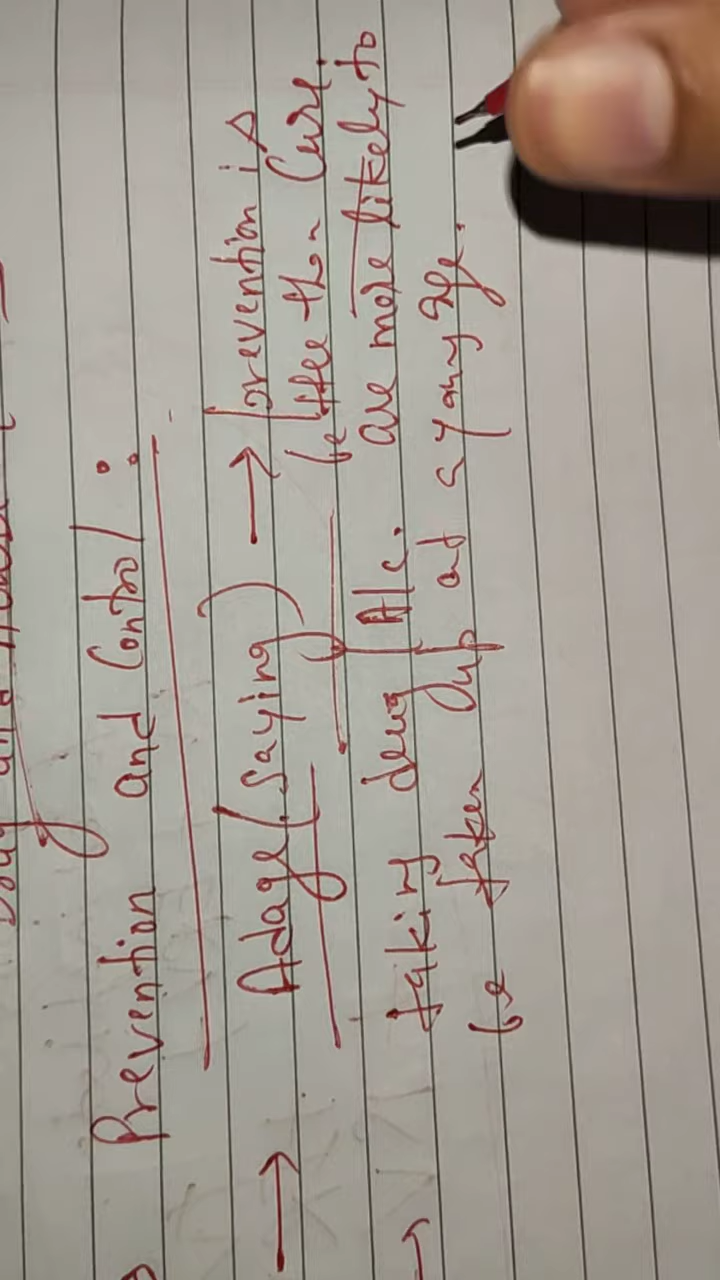 Prevention and Control :
→ Adage (saying) → prevention is
better than Cure.
→ taking drug / Alc. are more likely to
be taken up at a young age.